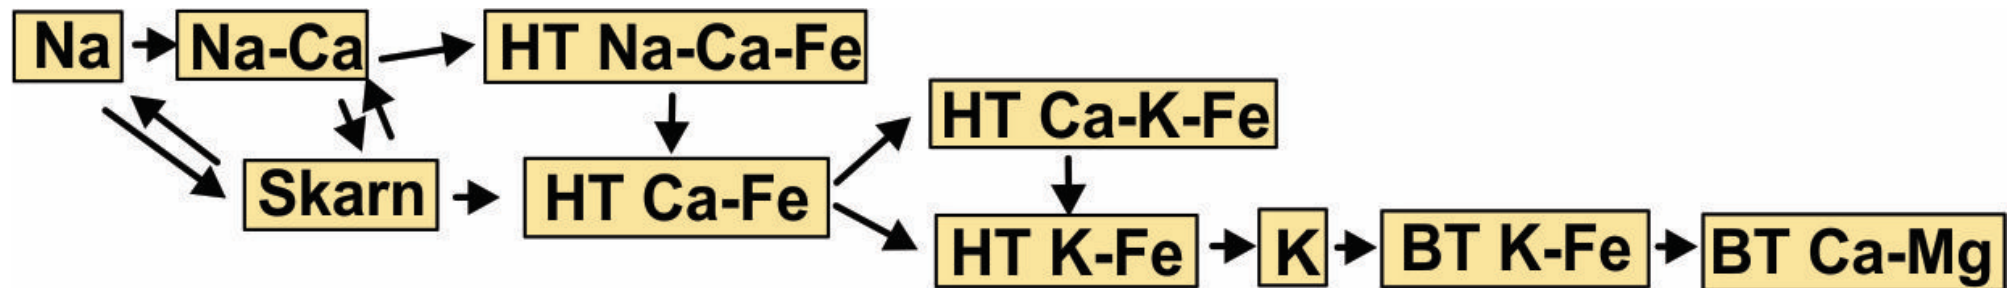 Na
Na-Ca
HT Na-Ca-Fe
HT Ca-K-Fe
Skarn
HT Ca-Fe
HT K-Fe
K
BT K-Fe
BT Ca-Mg